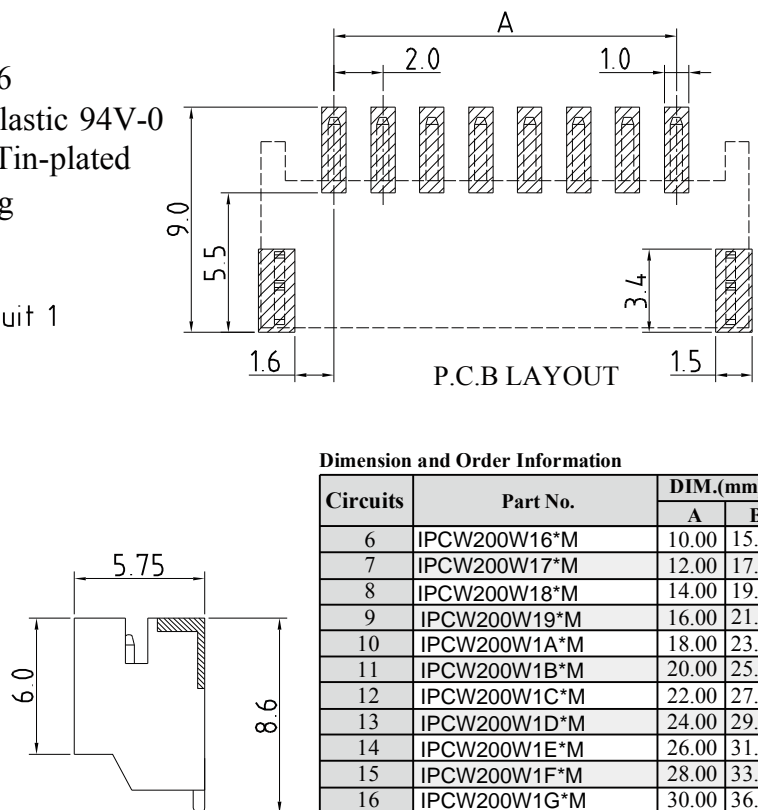 A
2.0
1.0
6
lastic 94V-0
Tin-plated
g
9.0
5.5
3.4
uit 1
1.6
P.C.B LAYOUT
1.5
Dimension and Order Information
Circuits Part No. DIM.(mm
A B
6 IPCW200W16*M 10.00 15.
7 IPCW200W17*M 12.00 17.
8 IPCW200W18*M 14.00 19.
9 IPCW200W19*M 16.00 21.
10 IPCW200W1A*M 18.00 23.
11 IPCW200W1B*M 20.00 25.
12 IPCW200W1C*M 22.00 27.
13 IPCW200W1D*M 24.00 29.
14 IPCW200W1E*M 26.00 31.
15 IPCW200W1F*M 28.00 33.
16 IPCW200W1G*M 30.00 36.
5.75
6.0
8.6